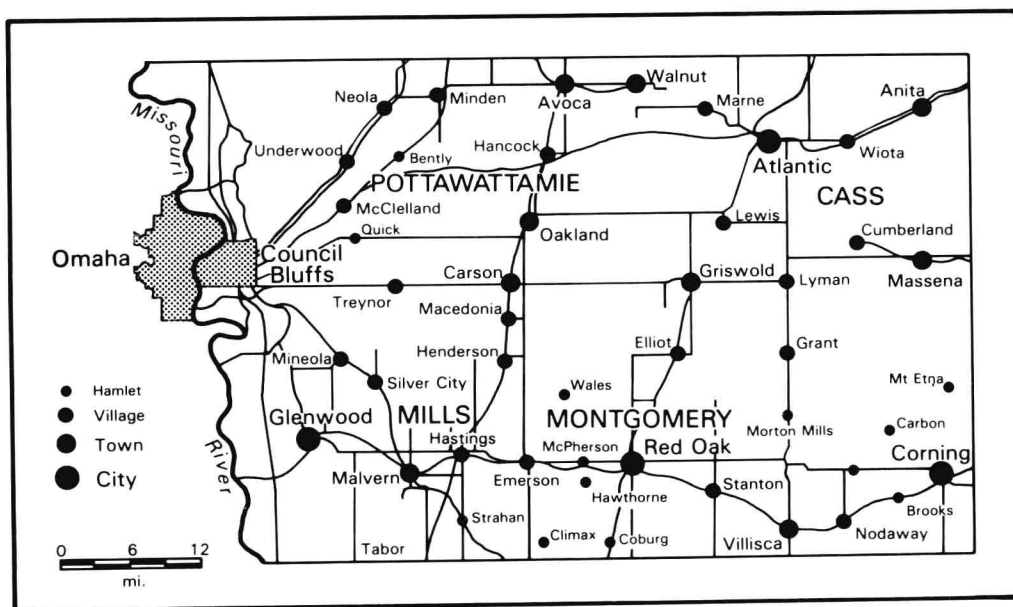 Missouri
Neola
Minden
Avoca
Walnut
Marne
Anita
Underwood
Bently
Hancock
Atlantic
Wiota
POTTAWATTAMIE
McClelland
CASS
Quick
Oakland
Lewis
Cumberland
Omaha
Council
Bluffs
Carson
Griswold
Treynor
Lyman
Massena
Macedonia
Mineola
Henderson
Elliot
Grant
Hamlet
Silver City
Wales
Mt Etna
Village
Glenwood
MILLS
MONTGOMERY
Morton Mills
Carbon
Town
Hastings
McPherson
Red Oak
Corning
City
River
Malvern
Emerson
Hawthorne
Stanton
Brooks
Strahan
Nodaway
Tabor
Climax
Coburg
Villisca
0 6 12
mi.